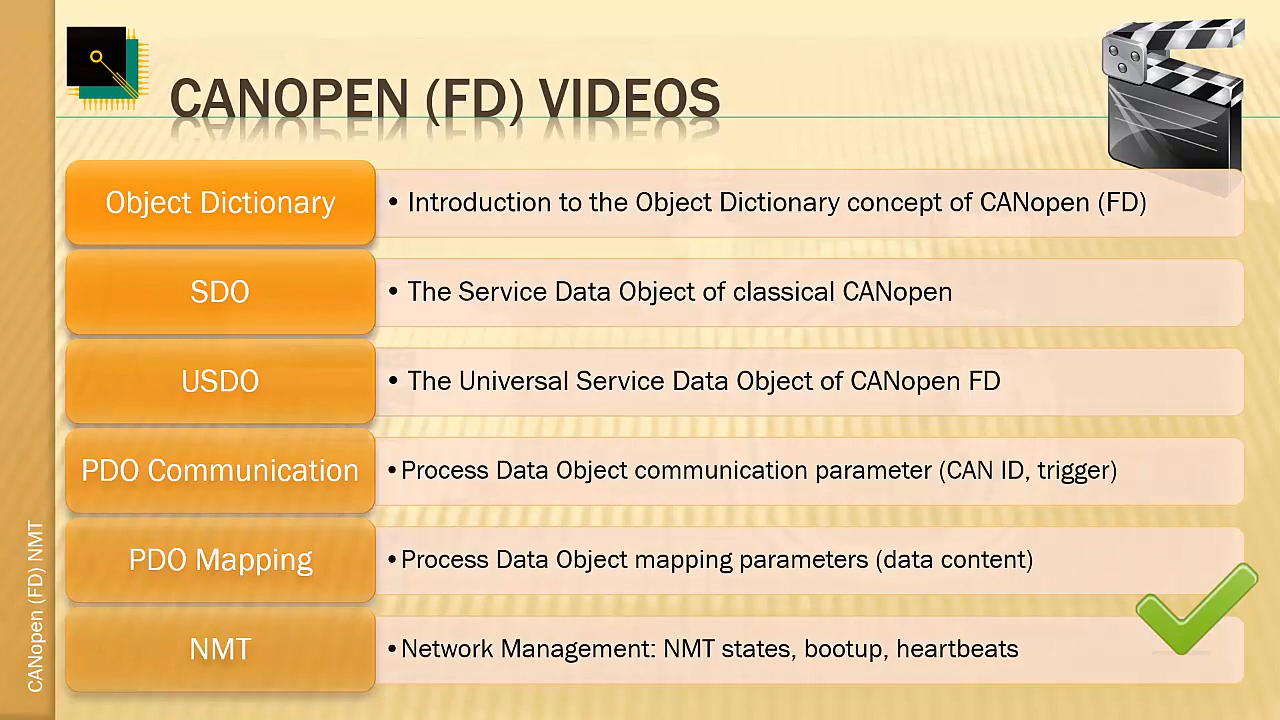 CANOPEN (FD) VIDEOS
Object Dictionary
• Introduction to the Object Dictionary concept of CANopen (FD)
SDO
• The Service Data Object of classical CANopen
USDO
• The Universal Service Data Object of CANopen FD
PDO Communication
•Process Data Object communication parameter (CAN ID, trigger)
PDO Mapping
•Process Data Object mapping parameters (data content)
NMT
•Network Management: NMT states, bootup, heartbeats
CANopen (FD) NMT